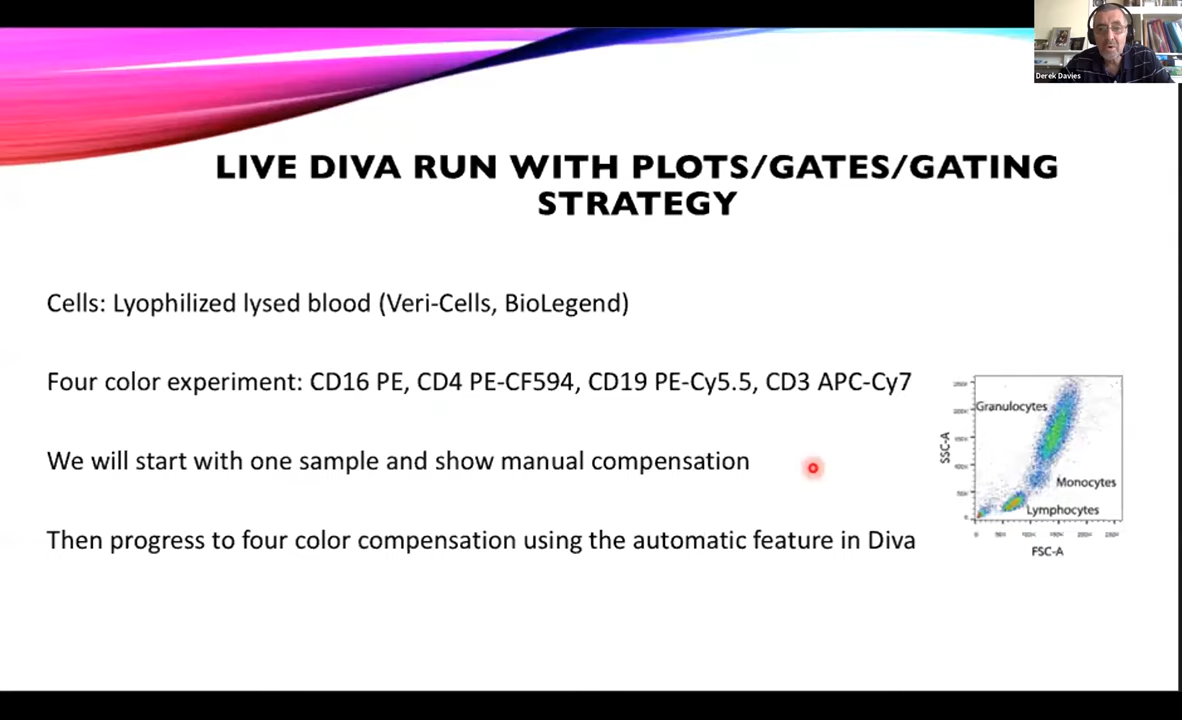 Derek Davies
LIVE DIVA RUN WITH PLOTS/GATES/GATING
STRATEGY
Cells: Lyophilized lysed blood (Veri-Cells, BioLegend)
Four color experiment: CD16 PE, CD4 PE-CF594, CD19 PE-Cy5.5, CD3 APC-Cy7
We will start with one sample and show manual compensation
Then progress to four color compensation using the automatic feature in Diva
Granulocytes
SSC-A
Monocytes
Lymphocytes
FSC-A